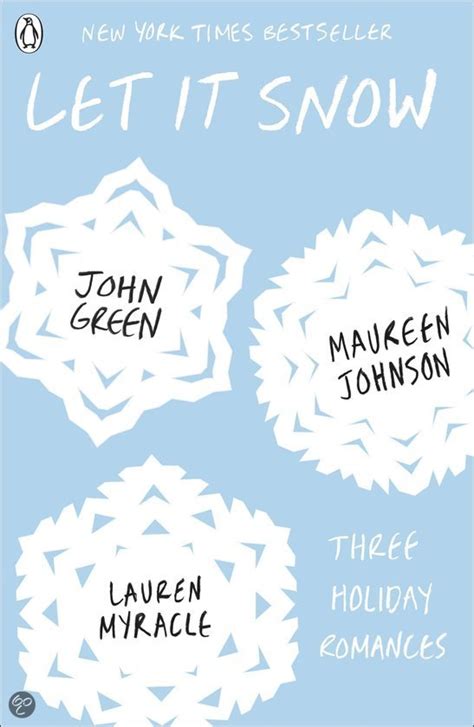 NEW YORK TIMES BESTSELLER
LET IT SNOW
JOHN
GREEN
MAUREEN
JOHNSON
LAUREN
MYRACLE
THREE
HOLIDAY
ROMANCES